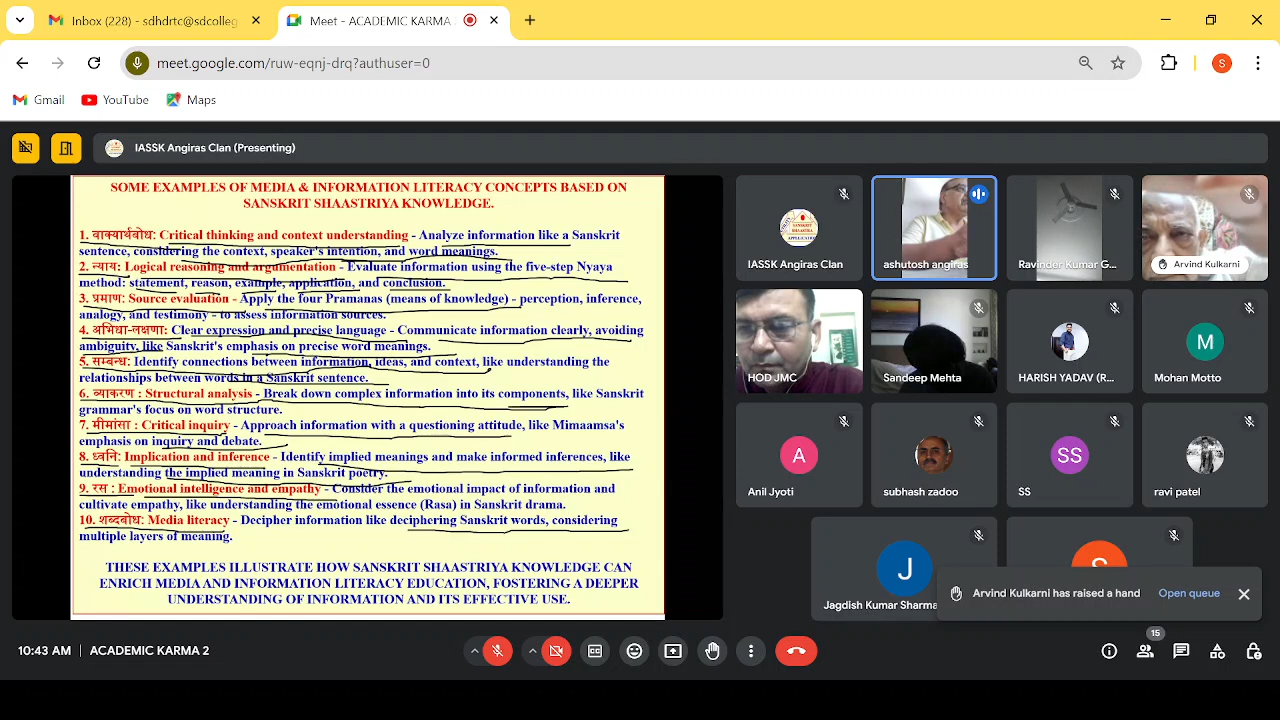 Inbox (228) - sdhdrtc@sdcolleg
Meet - ACADEMIC KARMA
meet.google.com/ruw-eqnj-drq?authuser=0
Gmail
YouTube
Maps
IASSK Angiras Clan (Presenting)
SOME EXAMPLES OF MEDIA & INFORMATION LITERACY CONCEPTS BASED ON
SANSKRIT SHAASTRIYA KNOWLEDGE.
1. वाक्यार्थबोध: Critical thinking and context understanding - Analyze information like a Sanskrit
sentence, considering the context, speaker's intention, and word meanings.
2. न्याय: Logical reasoning and argumentation - Evaluate information using the five-step Nyaya
method: statement, reason, example, application, and conclusion.
3. प्रमाण: Source evaluation - Apply the four Pramanas (means of knowledge) - perception, inference,
analogy, and testimony - to assess information sources.
4. अभिधा-लक्षणा: Clear expression and precise language - Communicate information clearly, avoiding
ambiguity, like Sanskrit's emphasis on precise word meanings.
5. सम्बन्ध: Identify connections between information, ideas, and context, like understanding the
relationships between words in a Sanskrit sentence.
6. व्याकरण : Structural analysis - Break down complex information into its components, like Sanskrit
grammar's focus on word structure.
7. मीमांसा : Critical inquiry - Approach information with a questioning attitude, like Mimaamsa's
emphasis on inquiry and debate.
8. ध्वनि: Implication and inference - Identify implied meanings and make informed inferences, like
understanding the implied meaning in Sanskrit poetry.
9. रस : Emotional intelligence and empathy - Consider the emotional impact of information and
cultivate empathy, like understanding the emotional essence (Rasa) in Sanskrit drama.
10. शब्दबोध: Media literacy - Decipher information like deciphering Sanskrit words, considering
multiple layers of meaning.
THESE EXAMPLES ILLUSTRATE HOW SANSKRIT SHAASTRIYA KNOWLEDGE CAN
ENRICH MEDIA AND INFORMATION LITERACY EDUCATION, FOSTERING A DEEPER
UNDERSTANDING OF INFORMATION AND ITS EFFECTIVE USE.
IASSK Angiras Clan
ashutosh angiras
Ravinder Kumar G...
Arvind Kulkarni
HOD JMC
Sandeep Mehta
HARISH YADAV (R...
M
Mohan Motto
A
Anil Jyoti
subhash zadoo
SS
SS
ravi patel
J
Jagdish Kumar Sharma
S
Arvind Kulkarni has raised a hand
Open queue
10:43 AM
ACADEMIC KARMA 2
15